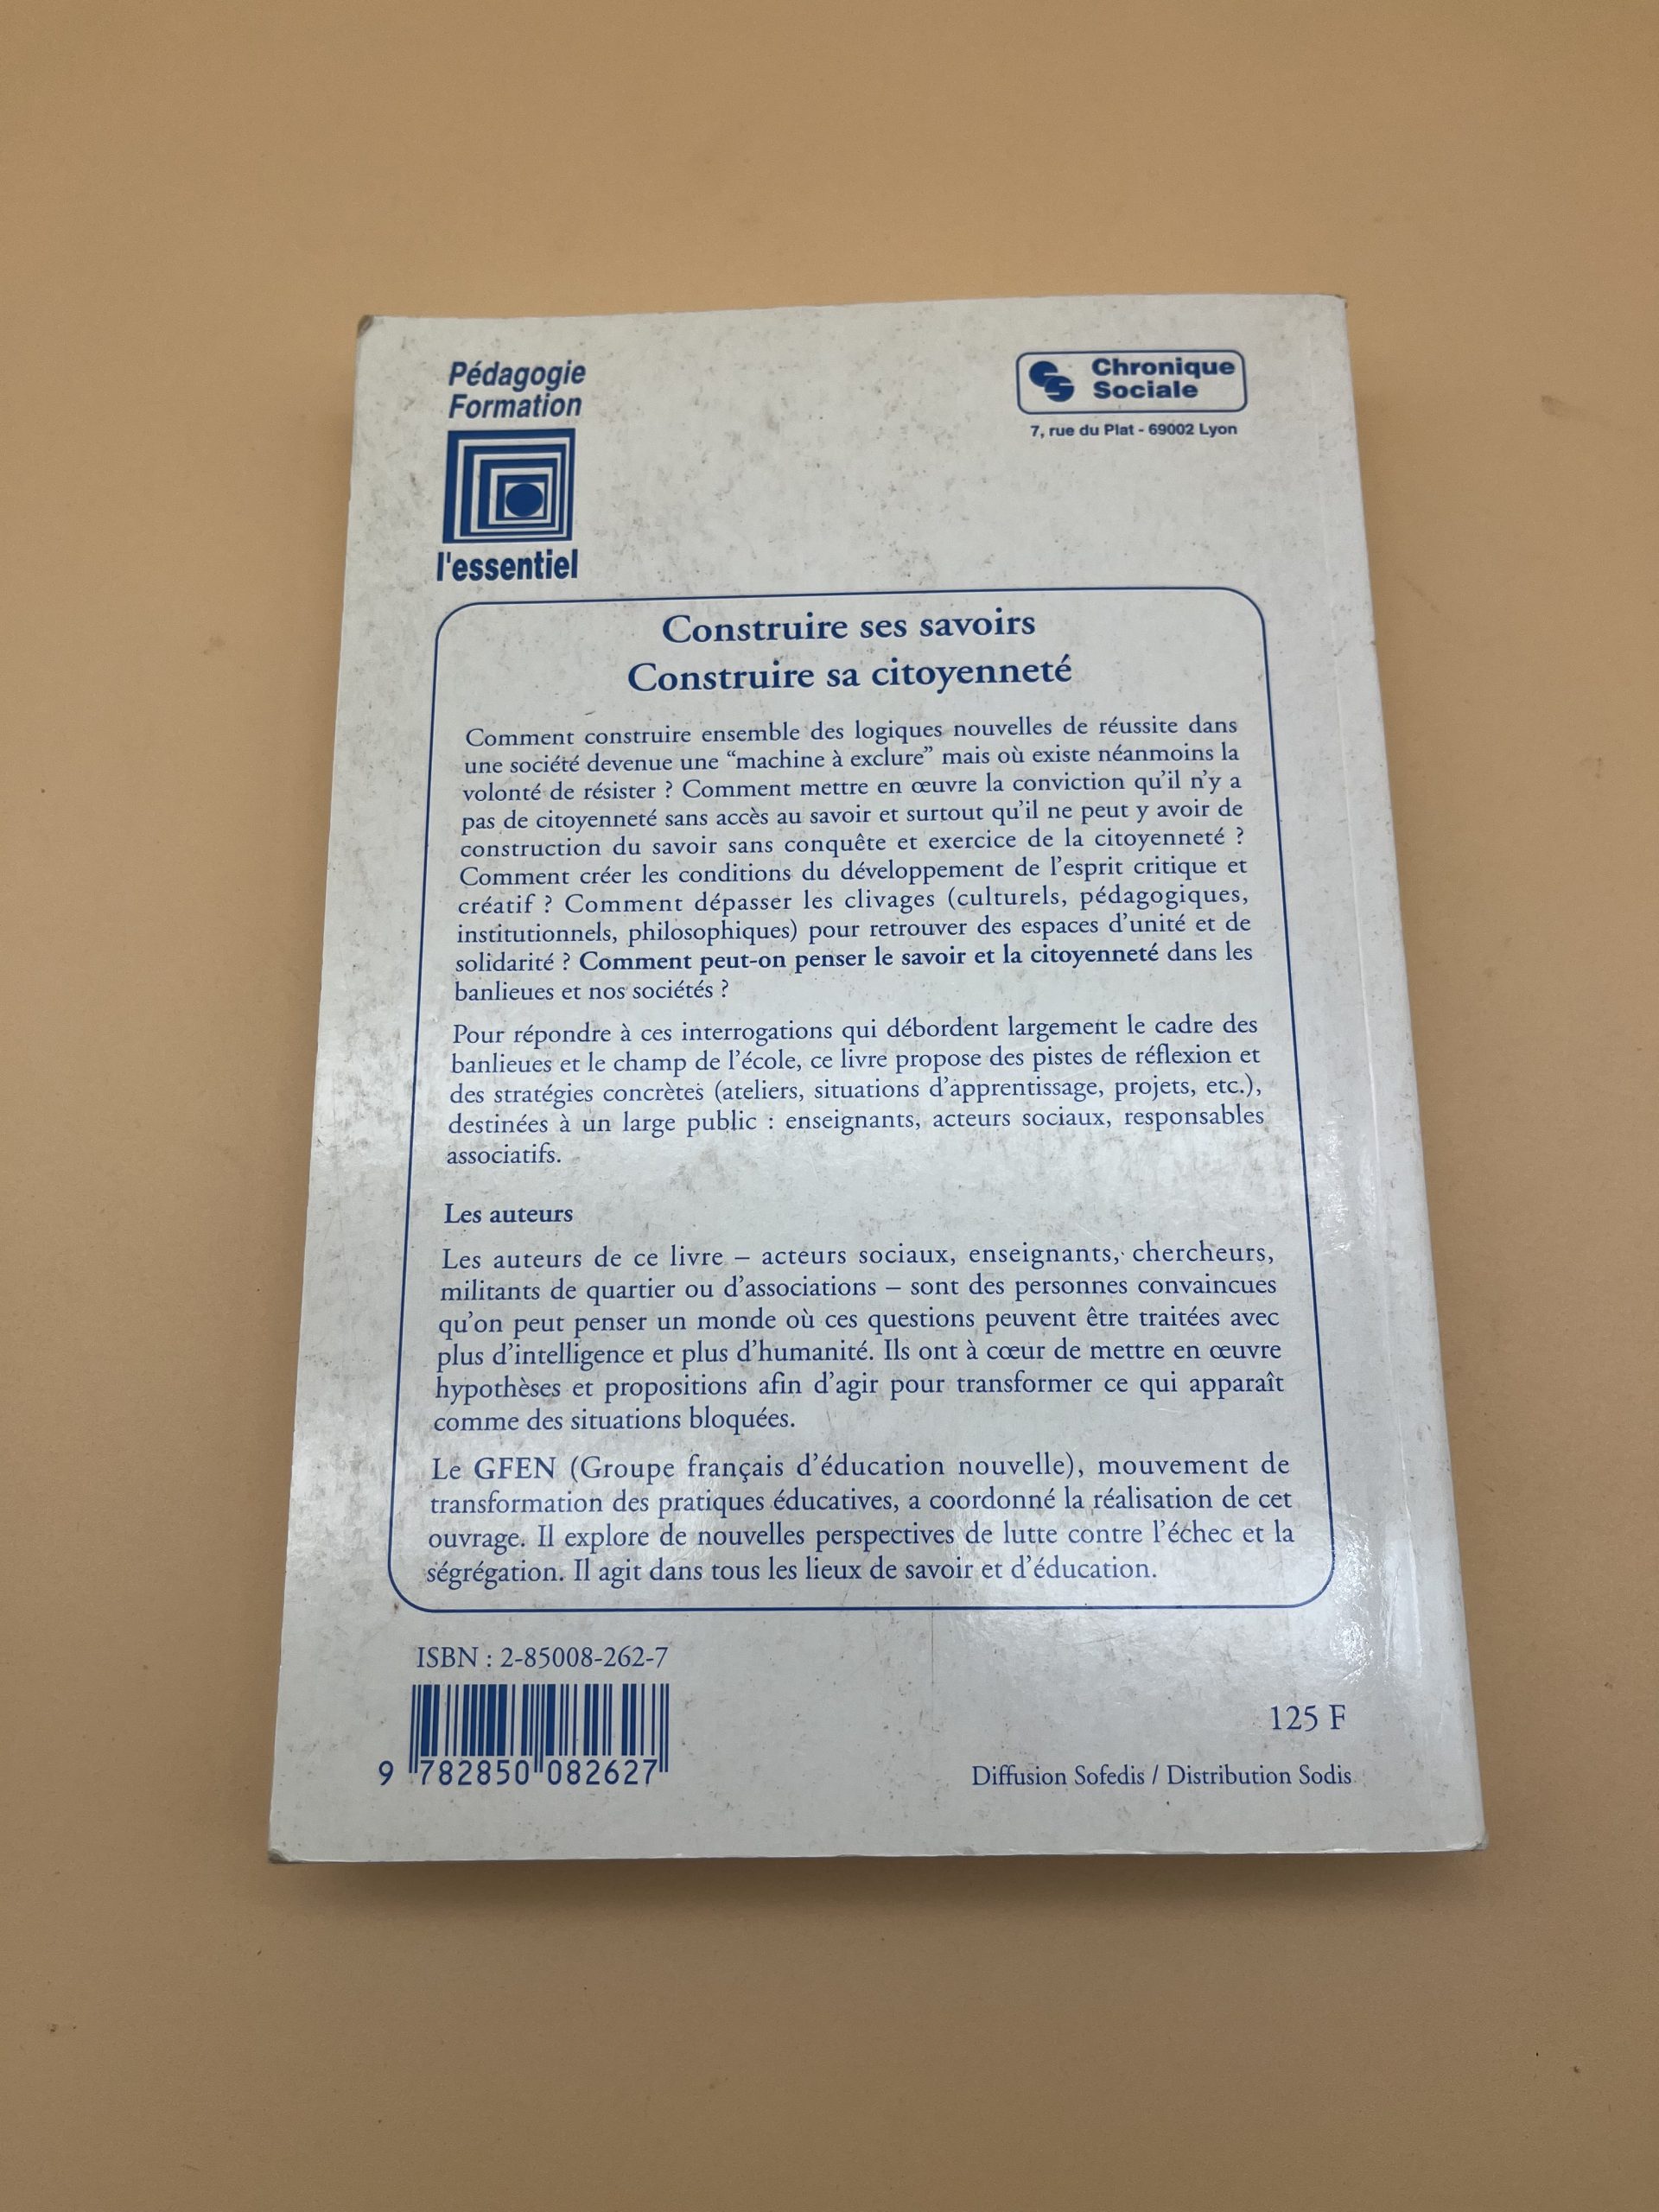 Pédagogie
Formation
l'essentiel
Chronique
Sociale
7, rue du Plat - 69002 Lyon
Construire ses savoirs
Construire sa citoyenneté
Comment construire ensemble des logiques nouvelles de réussite dans
une société devenue une “machine à exclure” mais où existe néanmoins la
volonté de résister ? Comment mettre en œuvre la conviction qu’il n’y a
pas de citoyenneté sans accès au savoir et surtout qu’il ne peut y avoir de
construction du savoir sans conquête et exercice de la citoyenneté ?
Comment créer les conditions du développement de l’esprit critique et
créatif ? Comment dépasser les clivages (culturels, pédagogiques,
institutionnels, philosophiques) pour retrouver des espaces d’unité et de
solidarité ? Comment peut-on penser le savoir et la citoyenneté dans les
banlieues et nos sociétés ?
Pour répondre à ces interrogations qui débordent largement le cadre des
banlieues et le champ de l’école, ce livre propose des pistes de réflexion et
des stratégies concrètes (ateliers, situations d’apprentissage, projets, etc.),
destinées à un large public : enseignants, acteurs sociaux, responsables
associatifs.
Les auteurs
Les auteurs de ce livre – acteurs sociaux, enseignants, chercheurs,
militants de quartier ou d’associations – sont des personnes convaincues
qu’on peut penser un monde où ces questions peuvent être traitées avec
plus d’intelligence et plus d’humanité. Ils ont à cœur de mettre en œuvre
hypothèses et propositions afin d’agir pour transformer ce qui apparaît
comme des situations bloquées.
Le GFEN (Groupe français d’éducation nouvelle), mouvement de
transformation des pratiques éducatives, a coordonné la réalisation de cet
ouvrage. Il explore de nouvelles perspectives de lutte contre l’échec et la
ségrégation. Il agit dans tous les lieux de savoir et d’éducation.
ISBN : 2-85008-262-7
9 782850 082627
125 F
Diffusion Sofedis / Distribution Sodis